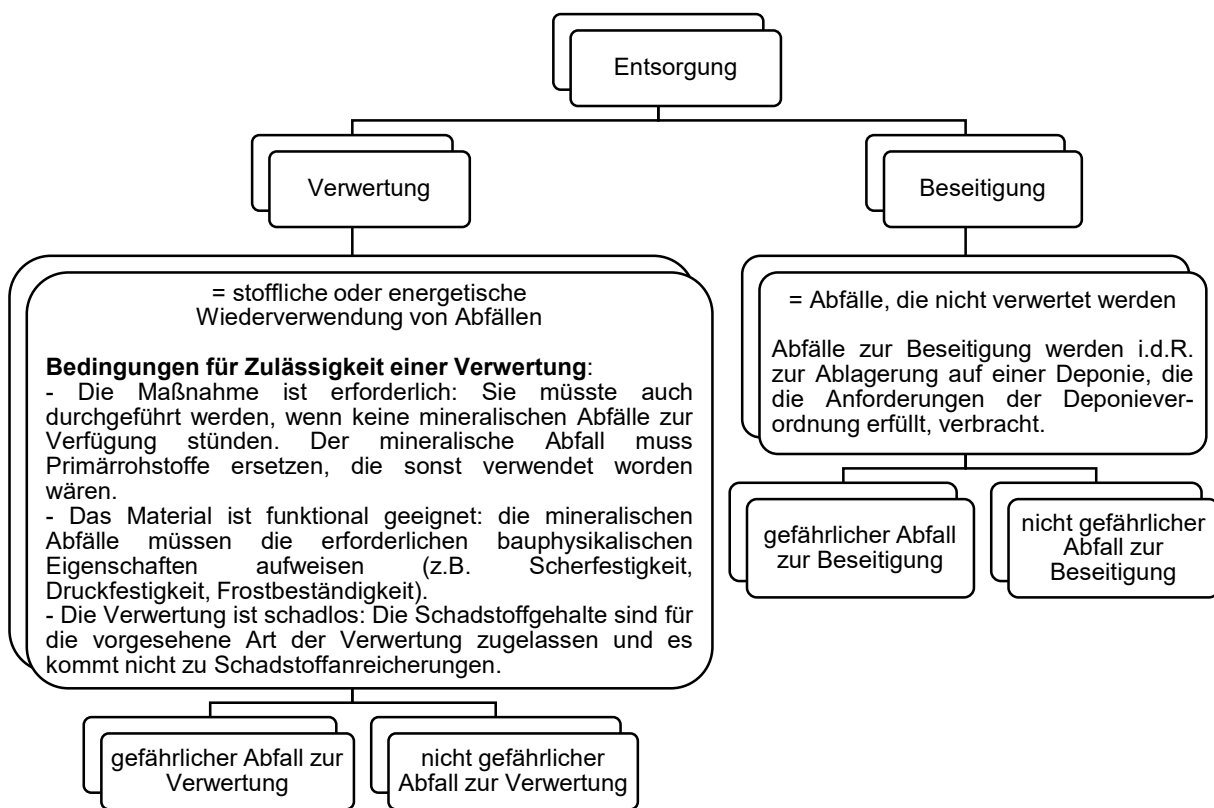 Entsorgung
Verwertung
Beseitigung
= stoffliche oder energetische
Wiederverwendung von Abfällen
Bedingungen für Zulässigkeit einer Verwertung:
- Die Maßnahme ist erforderlich: Sie müsste auch
durchgeführt werden, wenn keine mineralischen Abfälle zur
Verfügung stünden. Der mineralische Abfall muss
Primärrohstoffe ersetzen, die sonst verwendet worden
wären.
- Das Material ist funktional geeignet: die mineralischen
Abfälle müssen die erforderlichen bauphysikalischen
Eigenschaften aufweisen (z.B. Scherfestigkeit,
Druckfestigkeit, Frostbeständigkeit).
- Die Verwertung ist schadlos: Die Schadstoffgehalte sind für
die vorgesehene Art der Verwertung zugelassen und es
kommt nicht zu Schadstoffanreicherungen.
= Abfälle, die nicht verwertet werden
Abfälle zur Beseitigung werden i.d.R.
zur Ablagerung auf einer Deponie, die
die Anforderungen der Deponiever-
ordnung erfüllt, verbracht.
gefährlicher Abfall
zur Beseitigung
nicht gefährlicher
Abfall zur
Beseitigung
gefährlicher Abfall zur
Verwertung
nicht gefährlicher
Abfall zur Verwertung